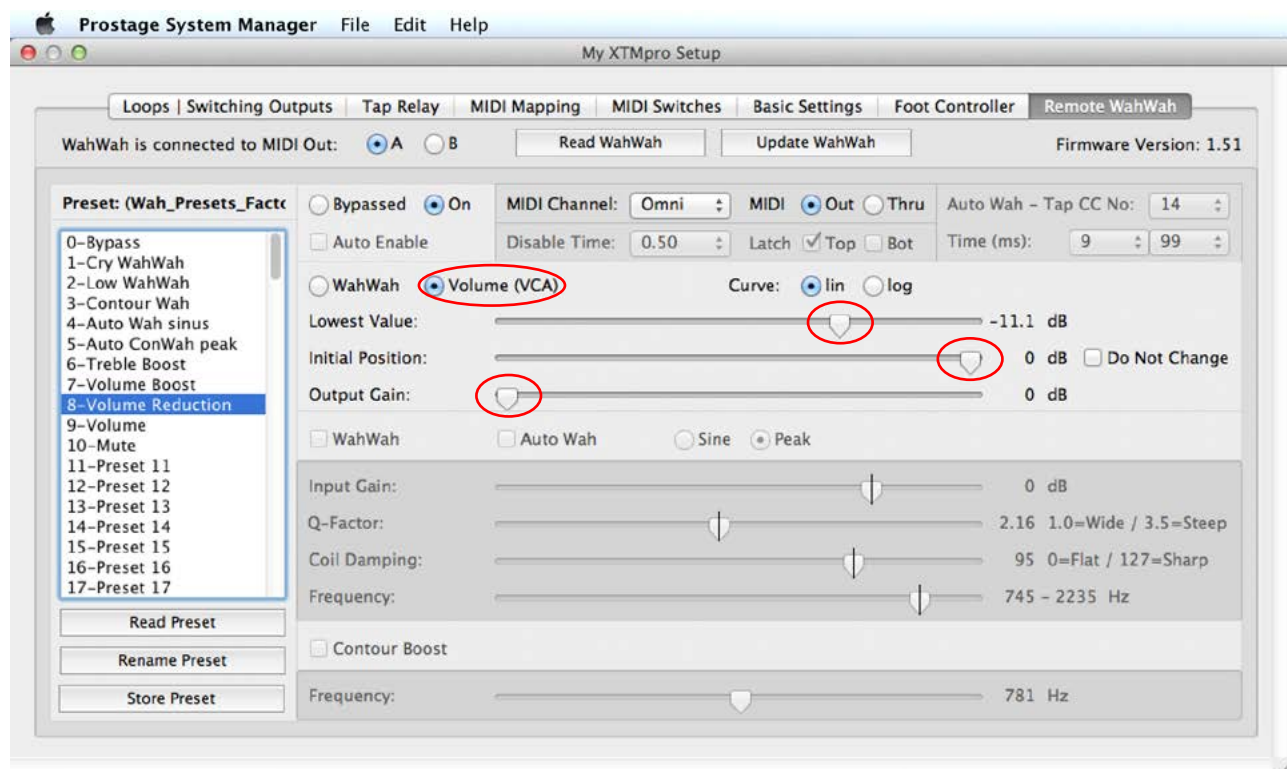 Prostage System Manager File Edit Help
My XTMpro Setup
Loops | Switching Outputs Tap Relay MIDI Mapping MIDI Switches Basic Settings Foot Controller Remote WahWah
WahWah is connected to MIDI Out: A B Read WahWah Update WahWah Firmware Version: 1.51
Preset: (Wah_Presets_Facto
Bypassed On MIDI Channel: Omni MIDI Out Thru Auto Wah – Tap CC No: 14
Auto Enable Disable Time: 0.50 Latch Top Bot Time (ms): 9 99
0–Bypass
1–Cry WahWah
2–Low WahWah
3–Contour Wah
4–Auto Wah sinus
5–Auto ConWah peak
6–Treble Boost
7–Volume Boost
8–Volume Reduction
9–Volume
10–Mute
11–Preset 11
12–Preset 12
13–Preset 13
14–Preset 14
15–Preset 15
16–Preset 16
17–Preset 17
Read Preset
Rename Preset
Store Preset
WahWah Volume (VCA) Curve: lin log
Lowest Value: –11.1 dB
Initial Position: 0 dB Do Not Change
Output Gain: 0 dB
WahWah Auto Wah Sine Peak
Input Gain: 0 dB
Q–Factor: 2.16 1.0=Wide / 3.5=Steep
Coil Damping: 95 0=Flat / 127=Sharp
Frequency: 745 – 2235 Hz
Contour Boost
Frequency: 781 Hz